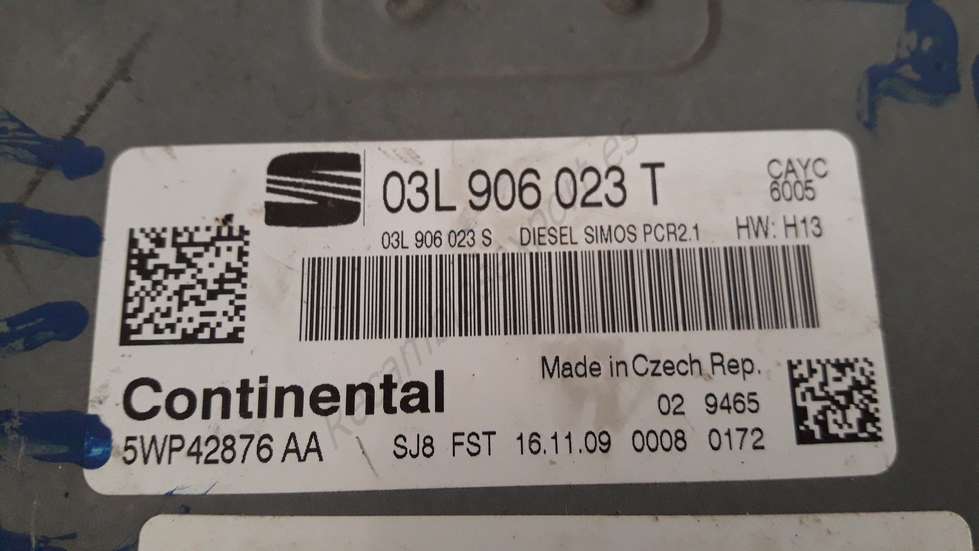 03L 906 023 T
CAYC
6005
03L 906 023 S DIESEL SIMOS PCR2.1 HW: H13
Made in Czech Rep.
Continental
02 9465
5WP42876 AA SJ8 FST 16.11.09 0008 0172